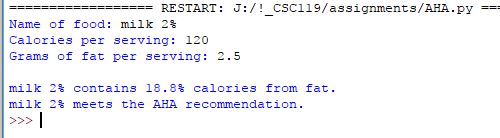 ================== RESTART: J:/!_CSC119/assignments/AHA.py ===
Name of food: milk 2%
Calories per serving: 120
Grams of fat per serving: 2.5
milk 2% contains 18.8% calories from fat.
milk 2% meets the AHA recommendation.
>>>